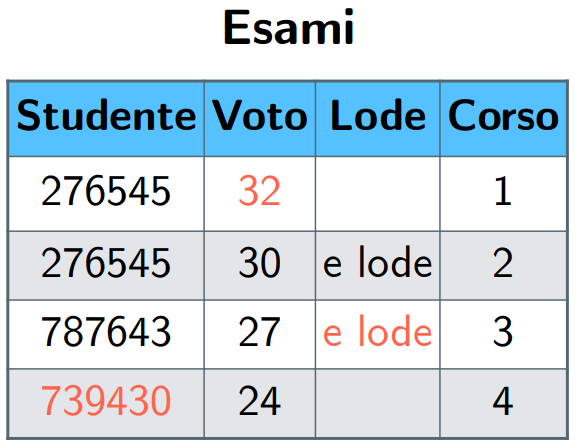 Esami
Studente Voto Lode Corso
276545 32 1
276545 30 e lode 2
787643 27 e lode 3
739430 24 4